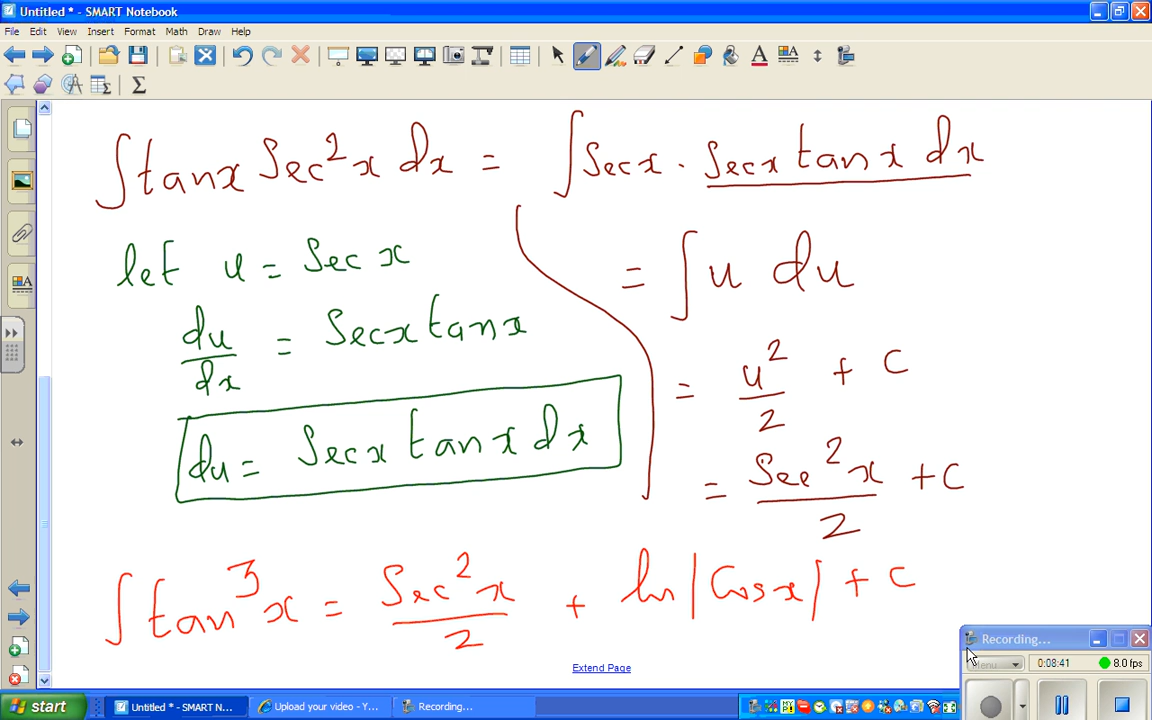 Untitled * - SMART Notebook
File Edit View Insert Format Math Draw Help
∫tanx Sec²x dx = ∫Secx · Secx tanx dx
let u = Sec x
= ∫ u du
du/dx = Secx tanx
= u²/2 + c
du = Secx tanx dx
= Sec²x/2 + c
∫tan³x = Sec²x/2 + ln|Cosx| + c
Recording...
Menu 0:08:41 8.0 fps
Extend Page
start Untitled * - SMART N... Upload your video - Y... Recording...